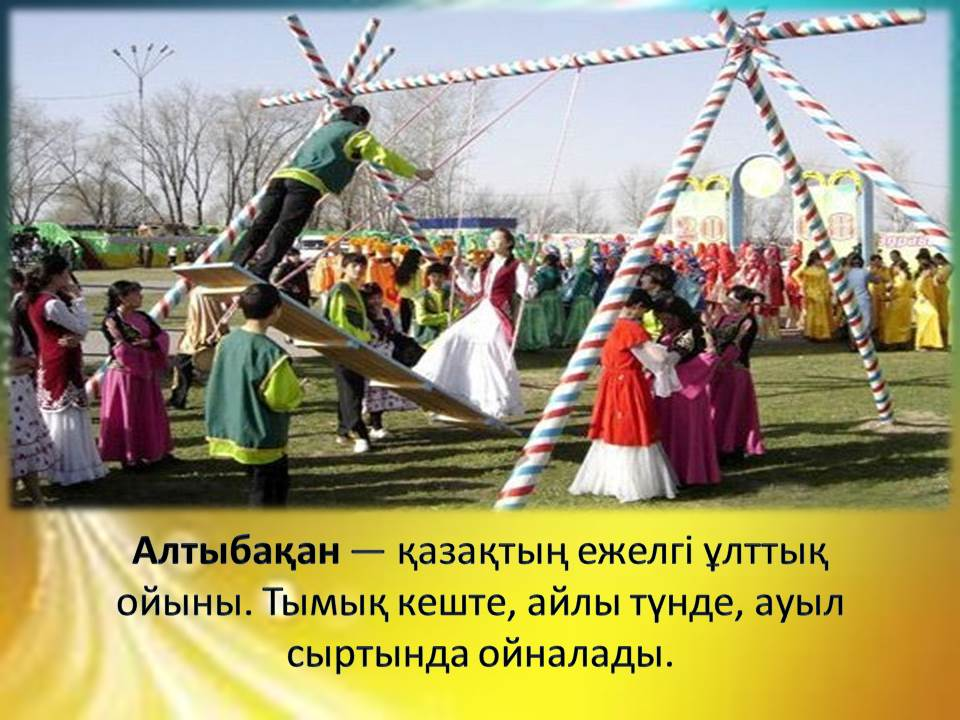 Алтыбақан — қазақтың ежелгі ұлттық
ойыны. Тымық кеште, айлы түнде, ауыл
сыртында ойналады.